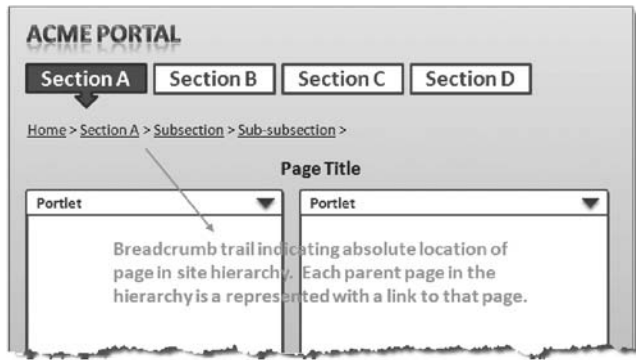 ACME PORTAL
Section A Section B Section C Section D
Home > Section A > Subsection > Sub-subsection >
Page Title
Portlet Portlet
Breadcrumb trail indicating absolute location of
page in site hierarchy. Each parent page in the
hierarchy is a represented with a link to that page.